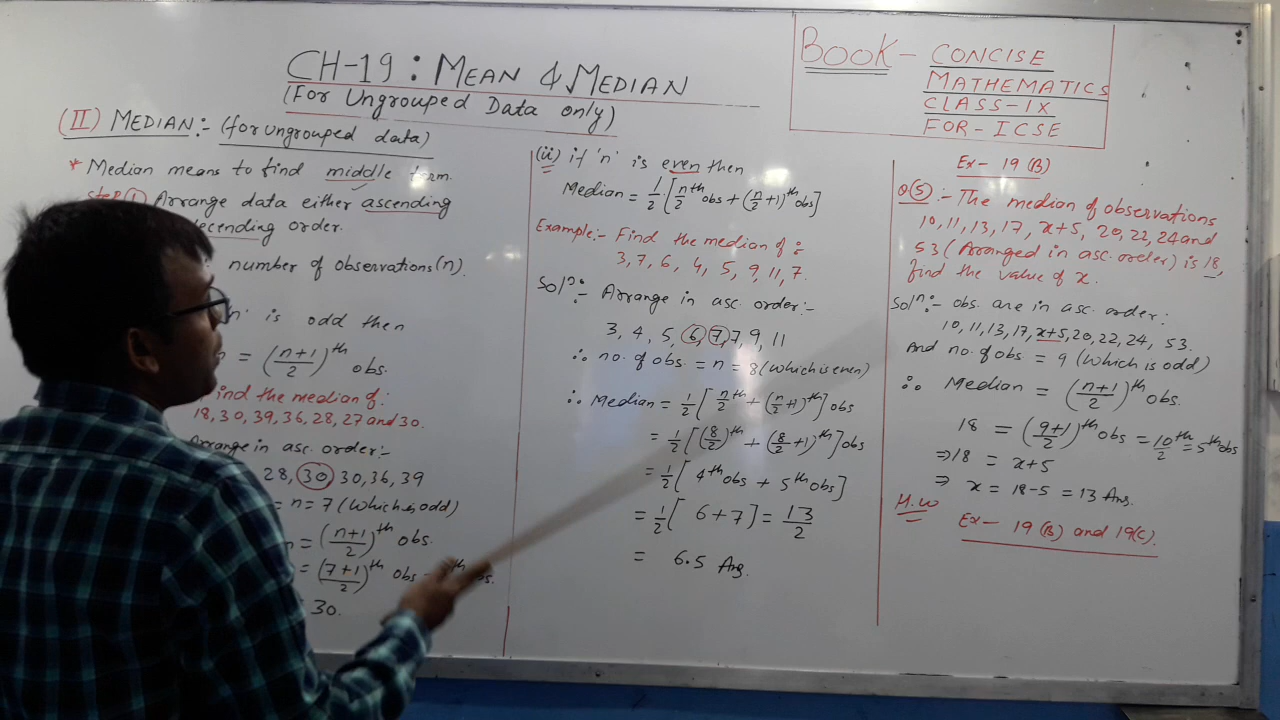 CH-19 : MEAN & MEDIAN
(For Ungrouped Data only)
BOOK - CONCISE
MATHEMATICS
CLASS-IX
FOR-ICSE
(II) MEDIAN:- (for ungrouped data)
* Median means to find middle term.
Step (1) Arrange data either ascending
decending order.
number of observations (n).
'n' is odd then
= (n+1/2)th obs.
Find the median of:
18, 30, 39, 36, 28, 27 and 30.
Arrange in asc. order:-
28, 30, 30, 36, 39
= n = 7 (which is odd)
= (n+1/2)th obs.
= (7+1/2)th obs obs.
30.
(ii) if 'n' is even then
Median = 1/2 [n/2 th obs + (n/2+1)th obs]
Example:- Find the median of :
3, 7, 6, 4, 5, 9, 11, 7.
Soln:- Arrange in asc. order:-
3, 4, 5, 6, 7, 7, 9, 11
∴ no. of obs. = n = 8 (which is even)
∴ Median = 1/2 [n/2 th + (n/2+1)th] obs
= 1/2 [(8/2)th + (8/2+1)th] obs
= 1/2 [4th obs + 5th obs]
= 1/2 [6+7] = 13/2
= 6.5 Ans.
Ex- 19 (B)
Q(5):- The median of observations
10, 11, 13, 17, x+5, 20, 22, 24 and
53 (Arranged in asc. order) is 18,
find the value of x.
Soln:- obs. are in asc. order:
10, 11, 13, 17, x+5, 20, 22, 24, 53.
And no. of obs = 9 (which is odd)
∴ Median = (n+1/2)th obs.
18 = (9+1/2)th obs = 10th/2 = 5th obs
⇒ 18 = x+5
⇒ x = 18-5 = 13 Ans.
H.W
Ex- 19 (B) and 19(C).